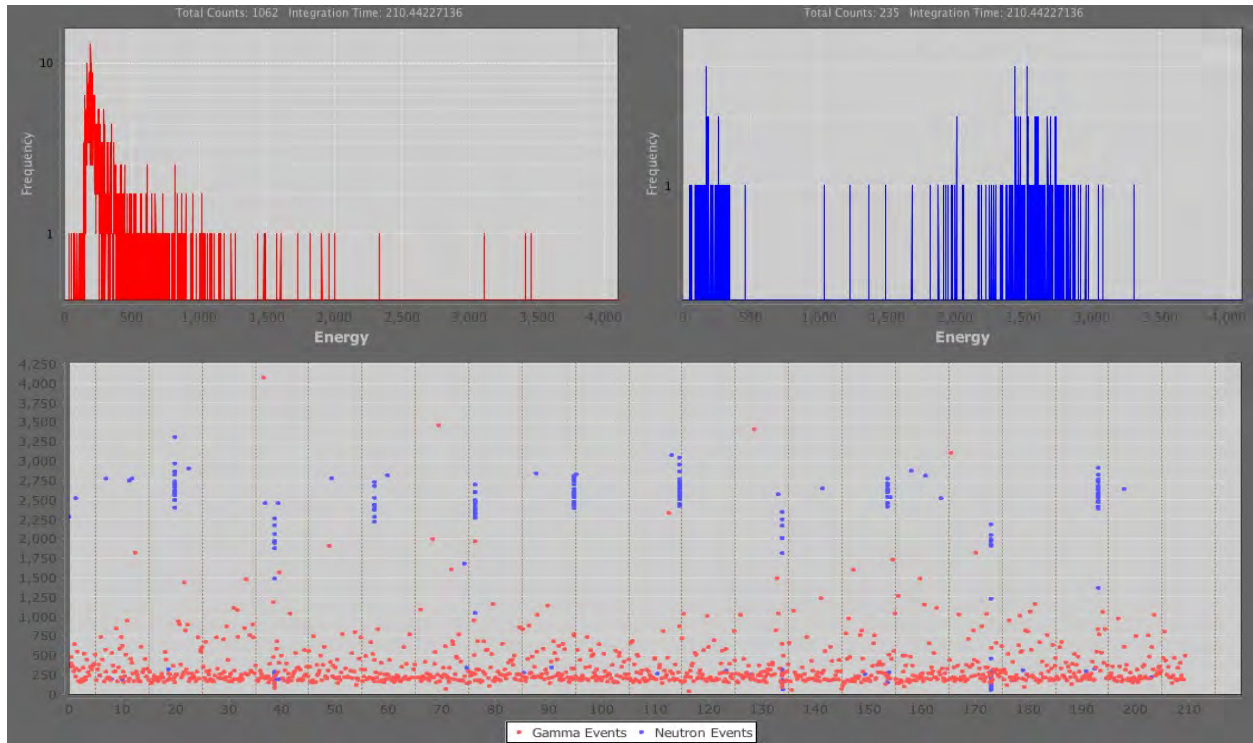 Total Counts: 1062 Integration Time: 210.44227136
Total Counts: 235 Integration Time: 210.44227136
10
1
Frequency
0 500 1,000 1,500 2,000 2,500 3,000 3,500 4,000
Energy
1
Frequency
0 500 1,000 1,500 2,000 2,500 3,000 3,500 4,000
Energy
4,250
4,000
3,750
3,500
3,250
3,000
2,750
2,500
2,250
2,000
1,750
1,500
1,250
1,000
750
500
250
0
0 10 20 30 40 50 60 70 80 90 100 110 120 130 140 150 160 170 180 190 200 210
Gamma Events Neutron Events